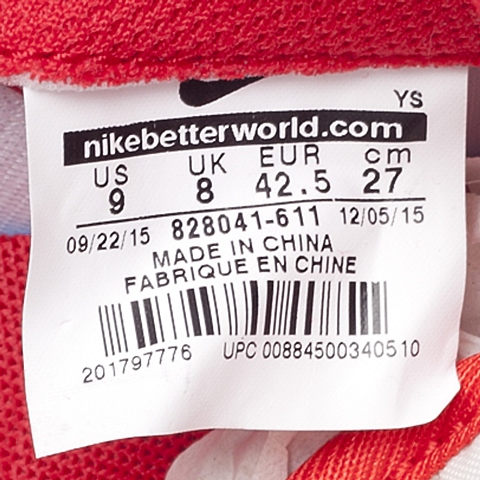 YS
nikebetterworld.com
US UK EUR cm
9 8 42.5 27
09/22/15 828041-611 12/05/15
MADE IN CHINA
FABRIQUE EN CHINE
201797776 UPC 00884500340510